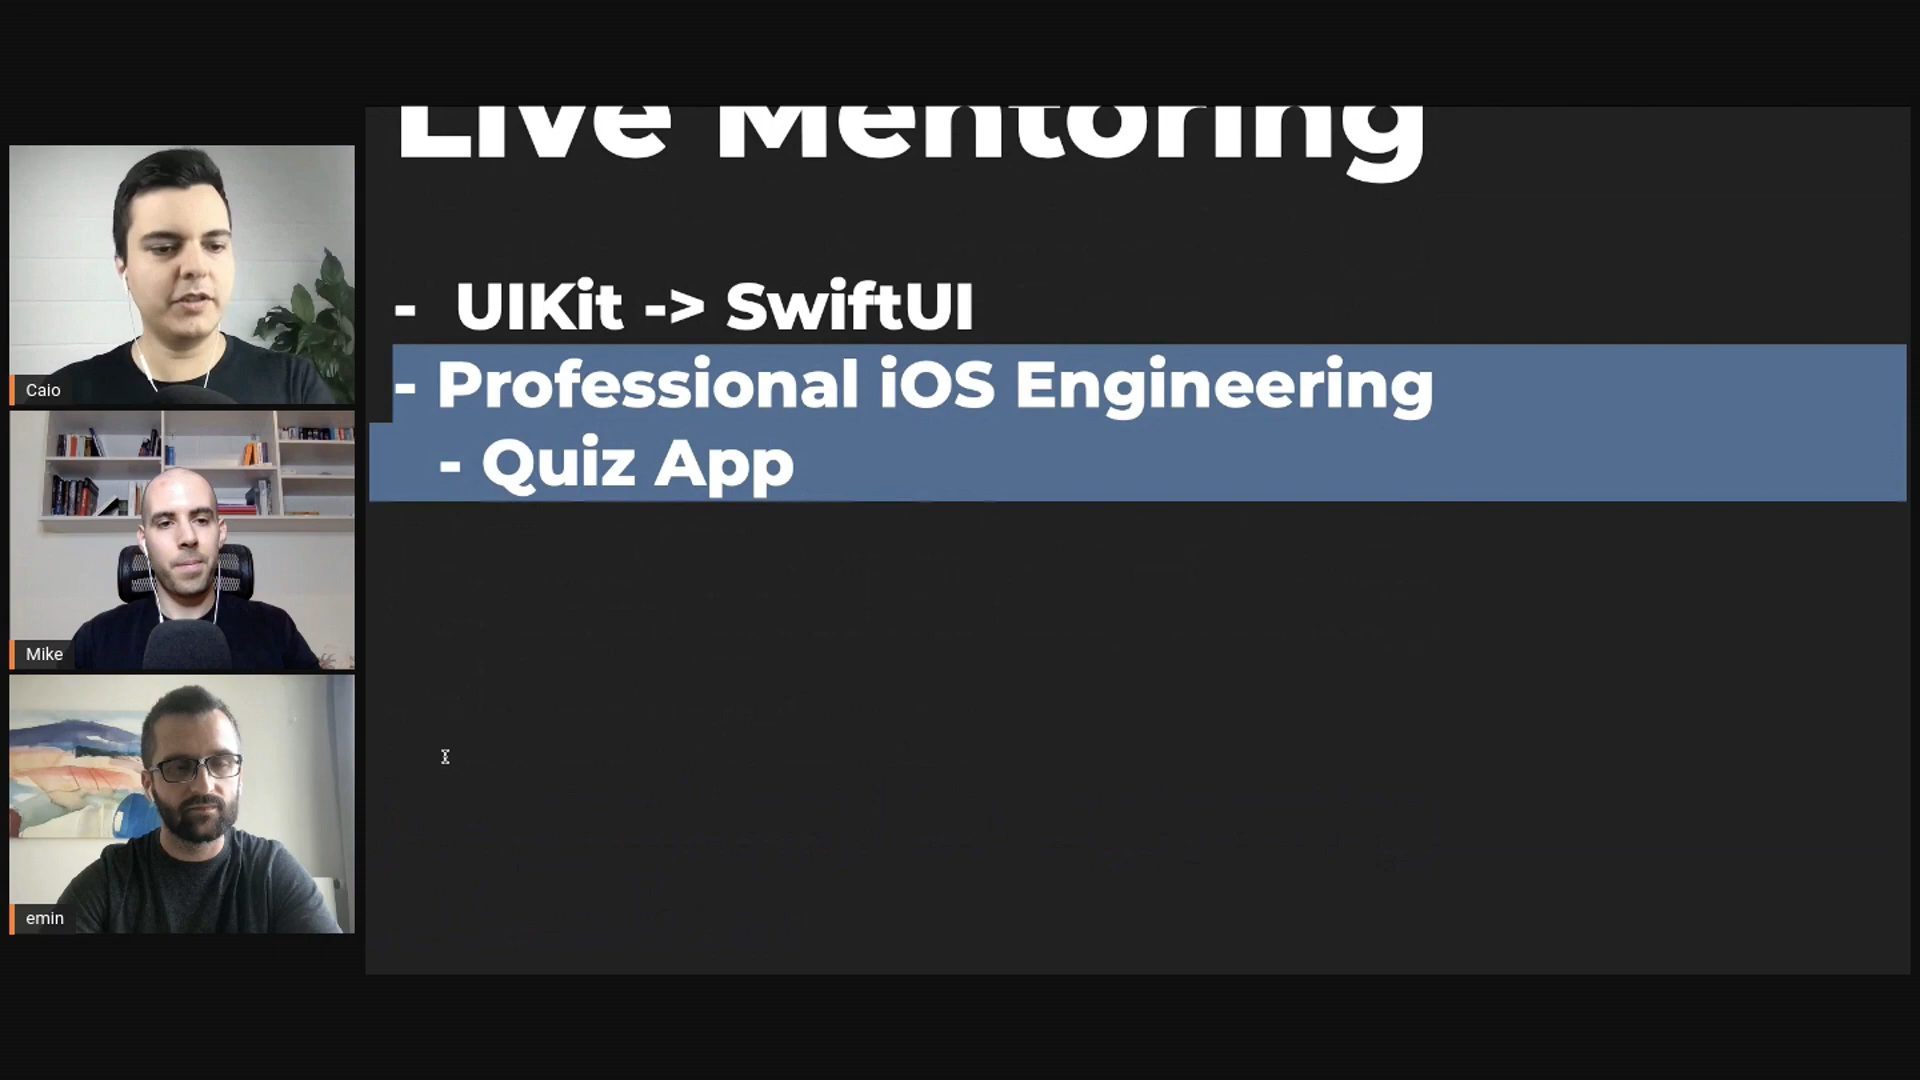 Live Mentoring
- UIKit -> SwiftUI
- Professional iOS Engineering
- Quiz App
Caio
Mike
emin